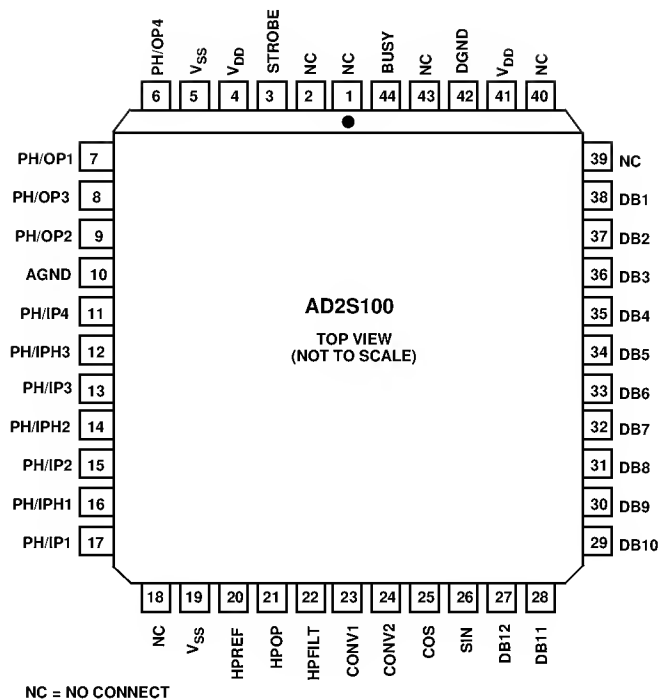 PH/OP4 VSS VDD STROBE NC NC BUSY NC DGND VDD NC
6 5 4 3 2 1 44 43 42 41 40
PH/OP1 7 39 NC
PH/OP3 8 38 DB1
PH/OP2 9 37 DB2
AGND 10 36 DB3
PH/IP4 11 35 DB4
PH/IPH3 12 34 DB5
PH/IP3 13 33 DB6
PH/IPH2 14 32 DB7
PH/IP2 15 31 DB8
PH/IPH1 16 30 DB9
PH/IP1 17 29 DB10
AD2S100
TOP VIEW
(NOT TO SCALE)
18 19 20 21 22 23 24 25 26 27 28
NC VSS HPREF HPOP HPFILT CONV1 CONV2 COS SIN DB12 DB11
NC = NO CONNECT